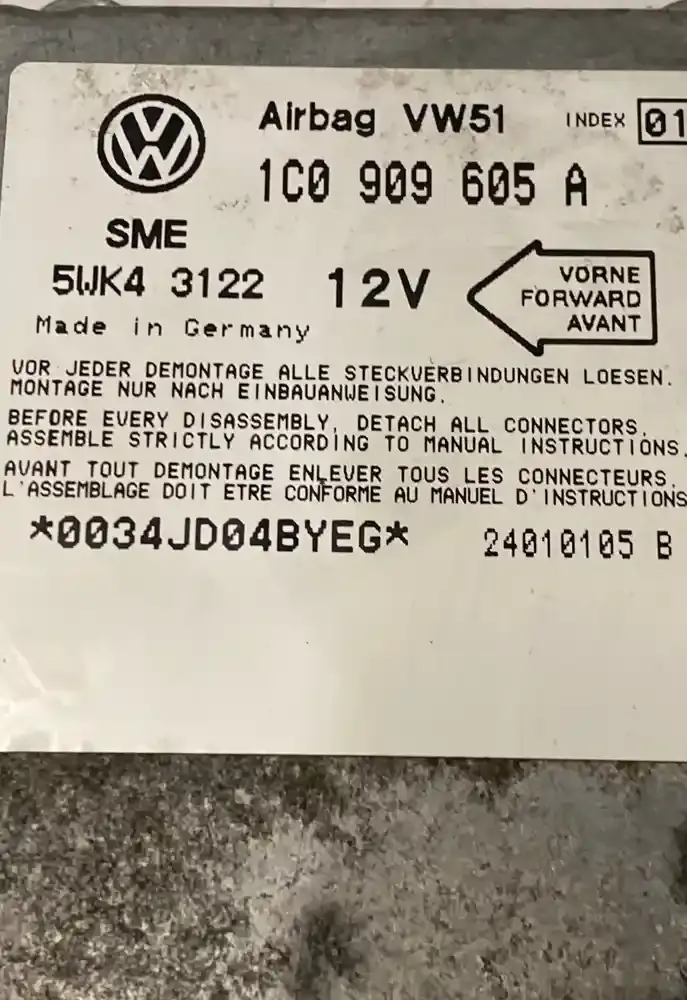 Airbag VW51 INDEX 01
1C0 909 605 A
SME
5WK4 3122 12V
VORNE
FORWARD
AVANT
Made in Germany
VOR JEDER DEMONTAGE ALLE STECKVERBINDUNGEN LOESEN.
MONTAGE NUR NACH EINBAUANWEISUNG.
BEFORE EVERY DISASSEMBLY, DETACH ALL CONNECTORS.
ASSEMBLE STRICTLY ACCORDING TO MANUAL INSTRUCTIONS.
AVANT TOUT DEMONTAGE ENLEVER TOUS LES CONNECTEURS.
L'ASSEMBLAGE DOIT ETRE CONFORME AU MANUEL D'INSTRUCTIONS
*0034JD04BYEG* 24010105 B